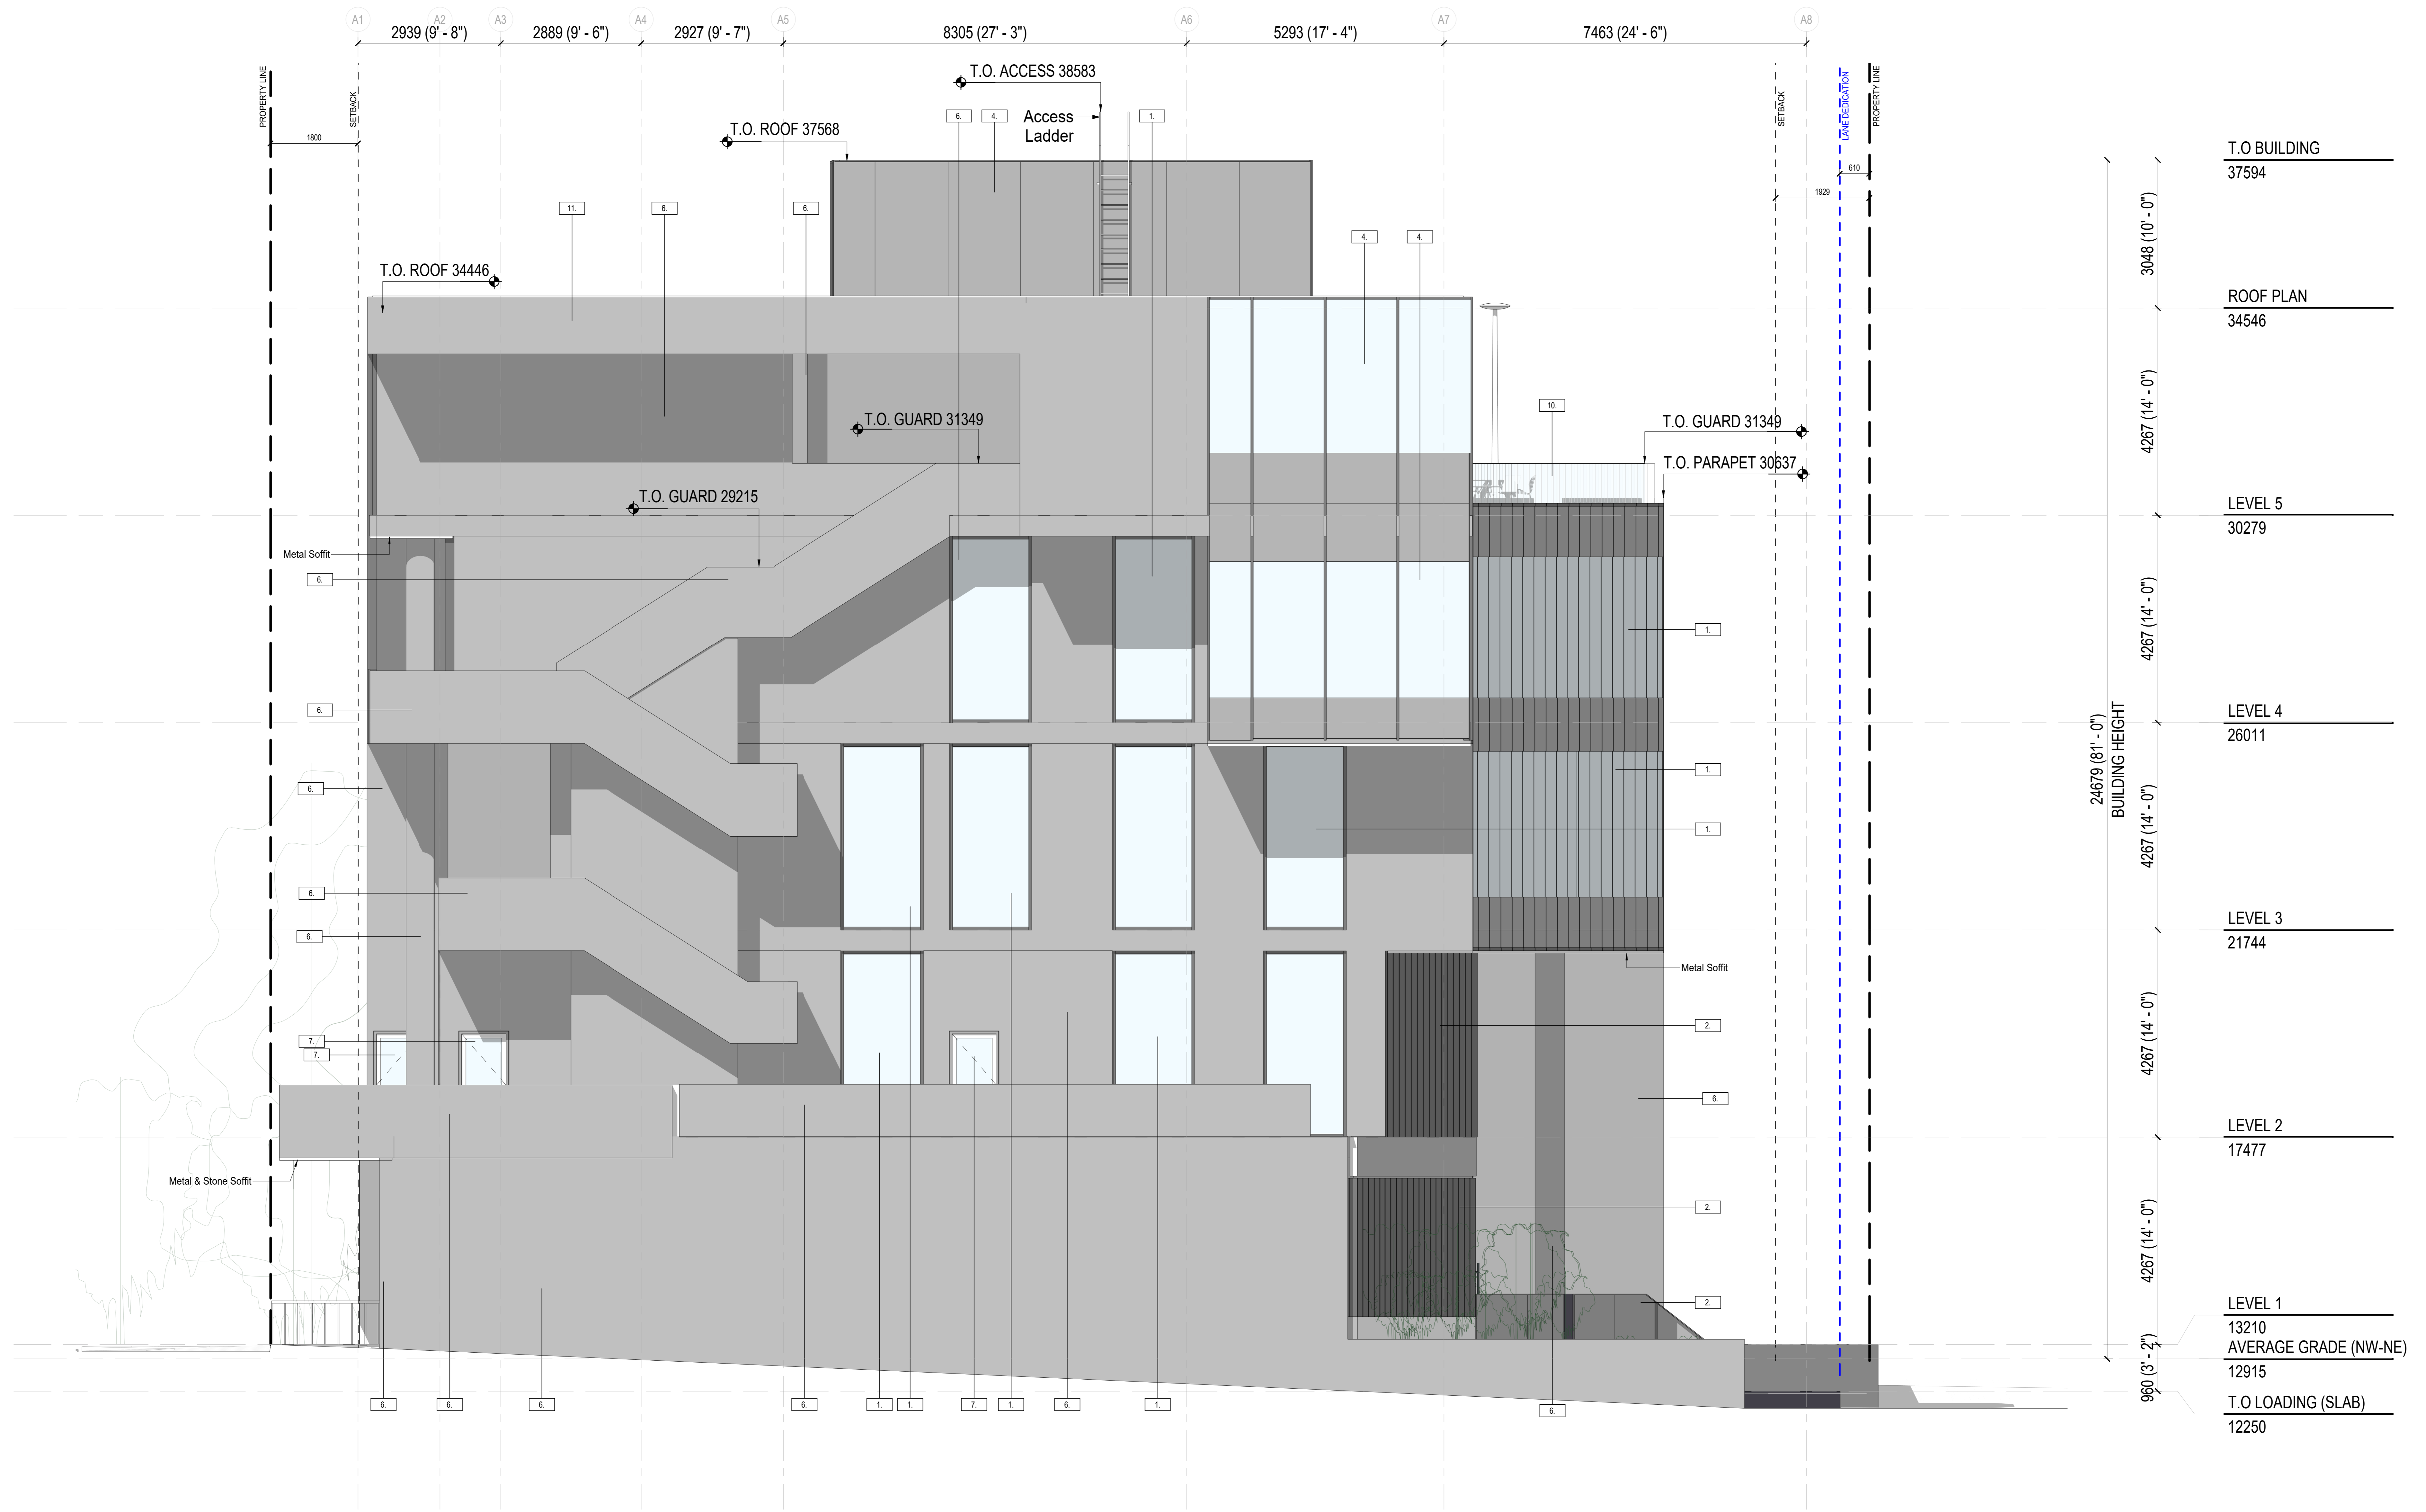 A1 A2 A3 A4 A5 A6 A7 A8
2939 (9' - 8") 2889 (9' - 6") 2927 (9' - 7") 8305 (27' - 3") 5293 (17' - 4") 7463 (24' - 6")
PROPERTY LINE
SETBACK
1800
T.O. ACCESS 38583
Access
Ladder
6. 4. 1.
T.O. ROOF 37568
SETBACK
LANE DEDICATION
PROPERTY LINE
610
1929
T.O BUILDING
37594
3048 (10' - 0")
11. 6. 6.
4. 4.
T.O. ROOF 34446
ROOF PLAN
34546
4267 (14' - 0")
10.
T.O. GUARD 31349
T.O. GUARD 31349
T.O. PARAPET 30637
T.O. GUARD 29215
LEVEL 5
30279
Metal Soffit
6.
1.
4267 (14' - 0")
6.
LEVEL 4
26011
24679 (81' - 0")
BUILDING HEIGHT
1.
6.
1.
4267 (14' - 0")
6.
6.
LEVEL 3
21744
Metal Soffit
2.
7.
7.
4267 (14' - 0")
6.
LEVEL 2
17477
Metal & Stone Soffit
2.
4267 (14' - 0")
2.
LEVEL 1
13210
AVERAGE GRADE (NW-NE)
12915
960 (3' - 2")
T.O LOADING (SLAB)
12250
6. 6. 6. 6. 1. 1. 7. 1. 6. 1. 6.